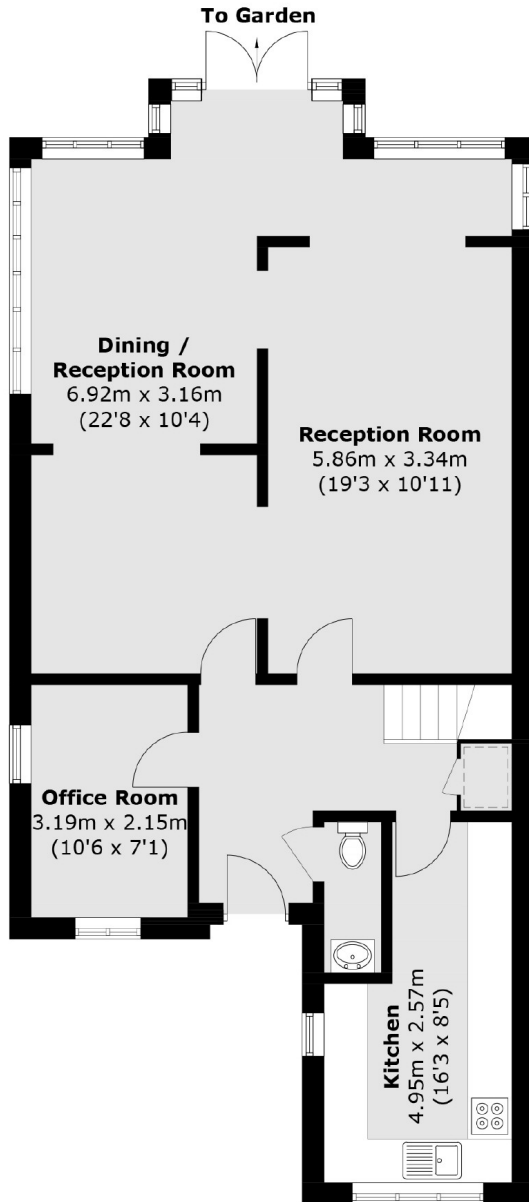 To Garden
Dining /
Reception Room
6.92m x 3.16m
(22'8 x 10'4)
Reception Room
5.86m x 3.34m
(19'3 x 10'11)
Office Room
3.19m x 2.15m
(10'6 x 7'1)
Kitchen
4.95m x 2.57m
(16'3 x 8'5)